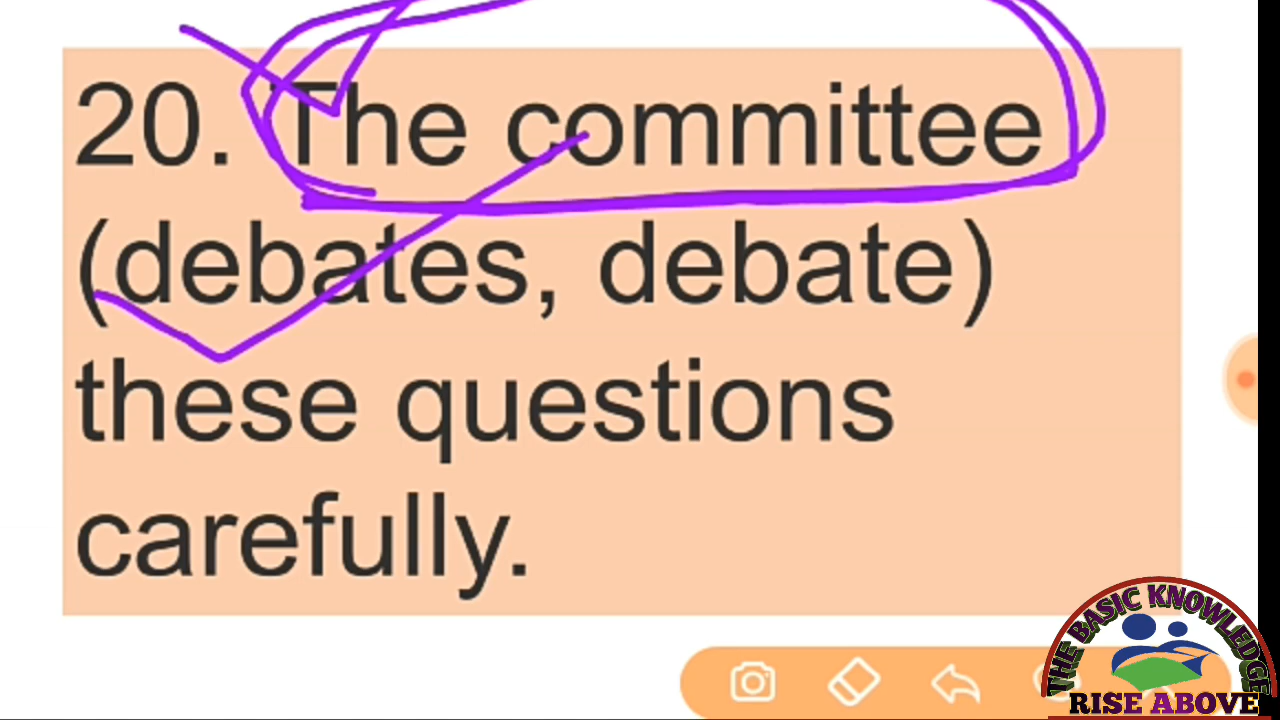 20. The committee
(debates, debate)
these questions
carefully.
THE BASIC KNOWLEDGE
RISE ABOVE